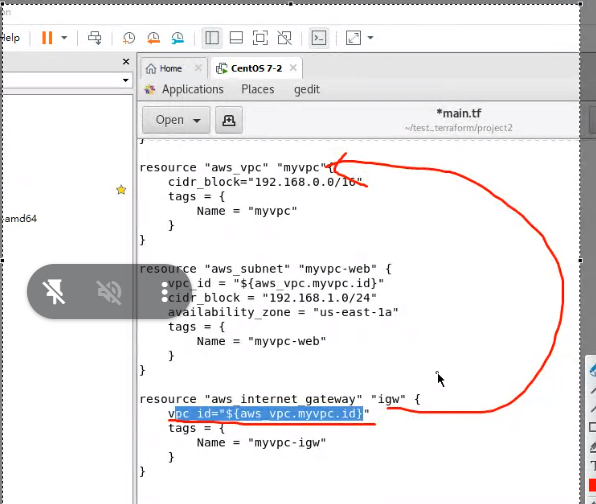 Help
Home
CentOS 7-2
Applications Places gedit
Open
*main.tf
~/test_terraform/project2
}
resource "aws_vpc" "myvpc"{
cidr_block="192.168.0.0/16"
tags = {
Name = "myvpc"
}
}
-amd64
resource "aws_subnet" "myvpc-web" {
vpc_id = "${aws_vpc.myvpc.id}"
cidr_block = "192.168.1.0/24"
availability_zone = "us-east-1a"
tags = {
Name = "myvpc-web"
}
}
resource "aws_internet_gateway" "igw" {
vpc_id="${aws_vpc.myvpc.id}"
tags = {
Name = "myvpc-igw"
}
}